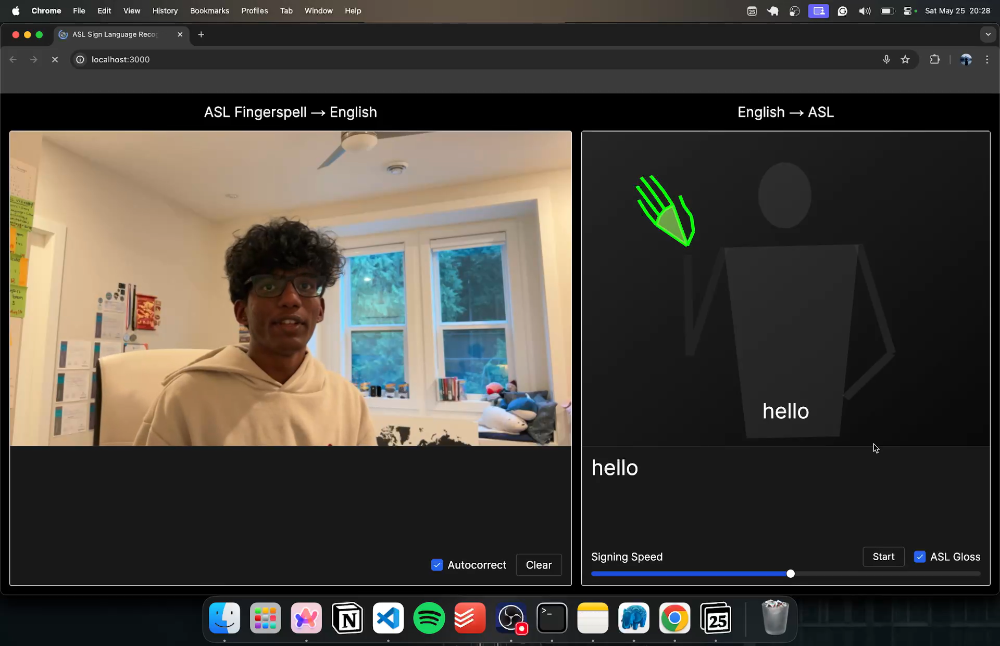 Chrome File Edit View History Bookmarks Profiles Tab Window Help
25
Sat May 25 20:28
ASL Sign Language Recog
localhost:3000
ASL Fingerspell → English
English → ASL
hello
hello
Autocorrect
Clear
Signing Speed
Start
ASL Gloss
25